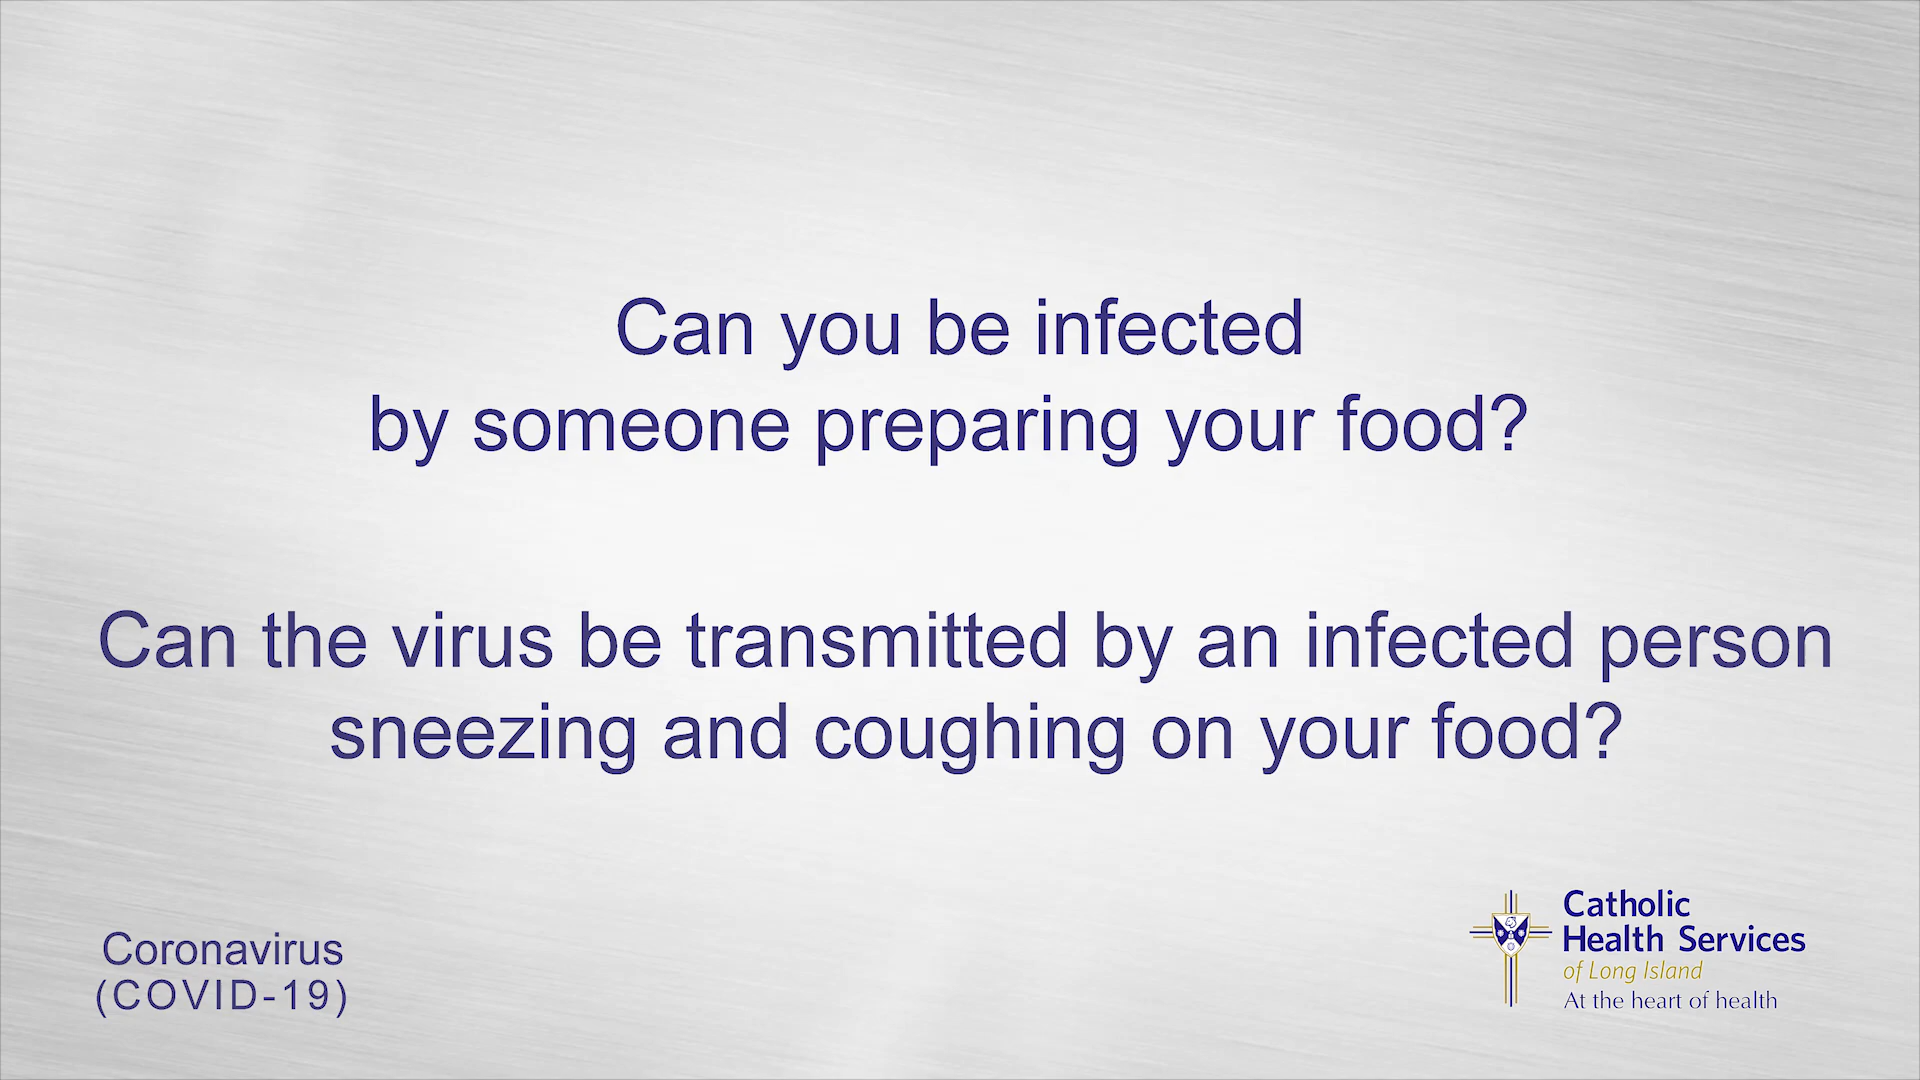 Can you be infected
by someone preparing your food?
Can the virus be transmitted by an infected person
sneezing and coughing on your food?
Coronavirus
(COVID-19)
Catholic
Health Services
of Long Island
At the heart of health